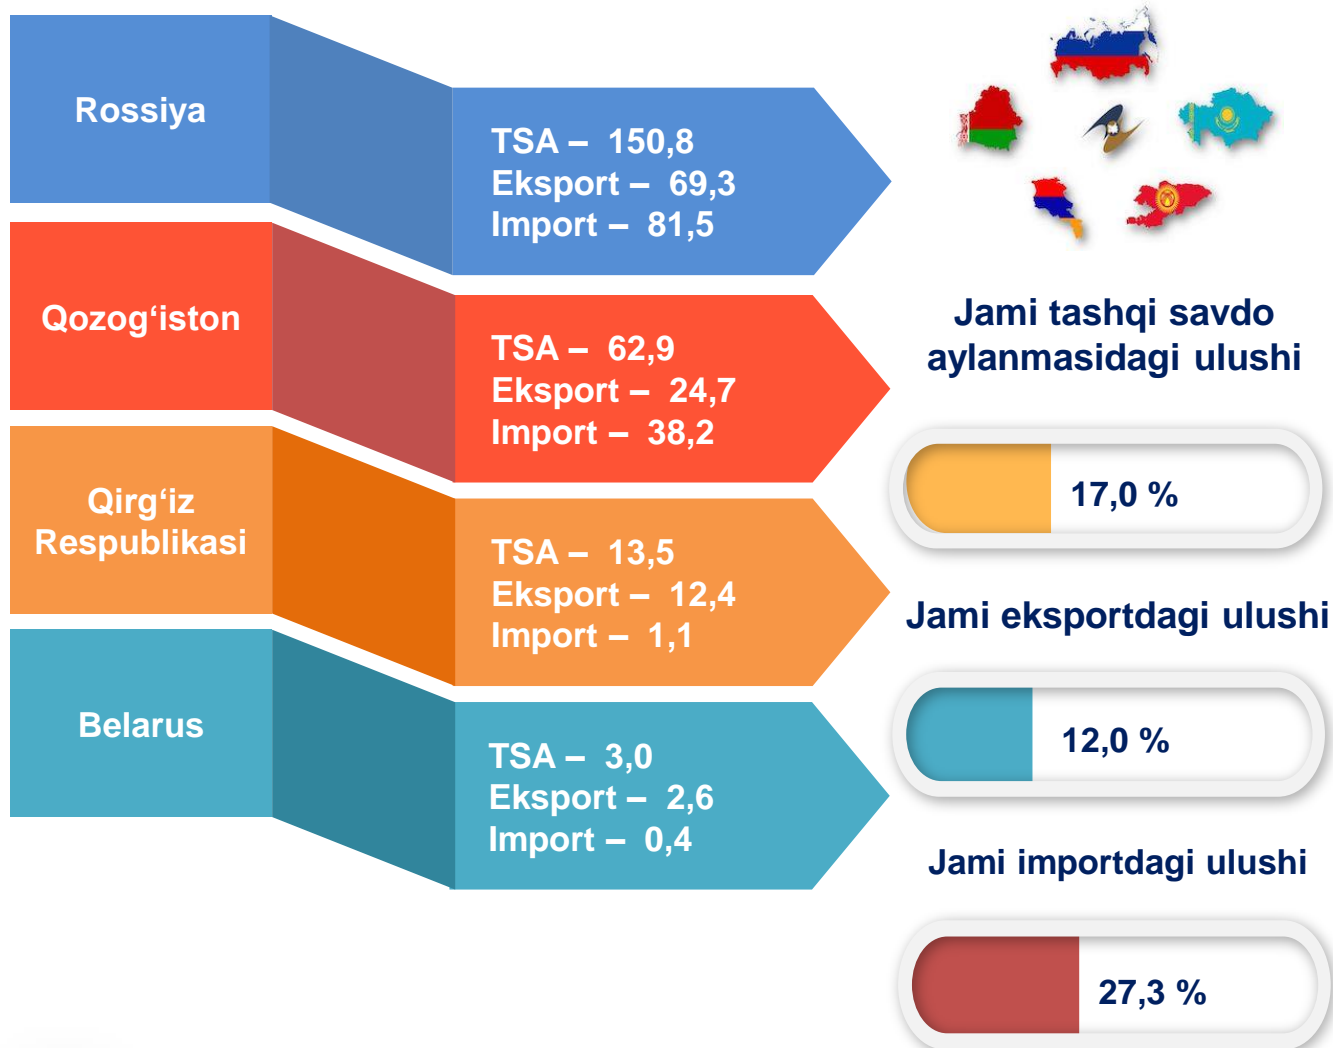 Rossiya
TSA – 150,8
Eksport – 69,3
Import – 81,5
Qozog‘iston
TSA – 62,9
Eksport – 24,7
Import – 38,2
Qirg‘iz
Respublikasi
TSA – 13,5
Eksport – 12,4
Import – 1,1
Belarus
TSA – 3,0
Eksport – 2,6
Import – 0,4
Jami tashqi savdo
aylanmasidagi ulushi
17,0 %
Jami eksportdagi ulushi
12,0 %
Jami importdagi ulushi
27,3 %